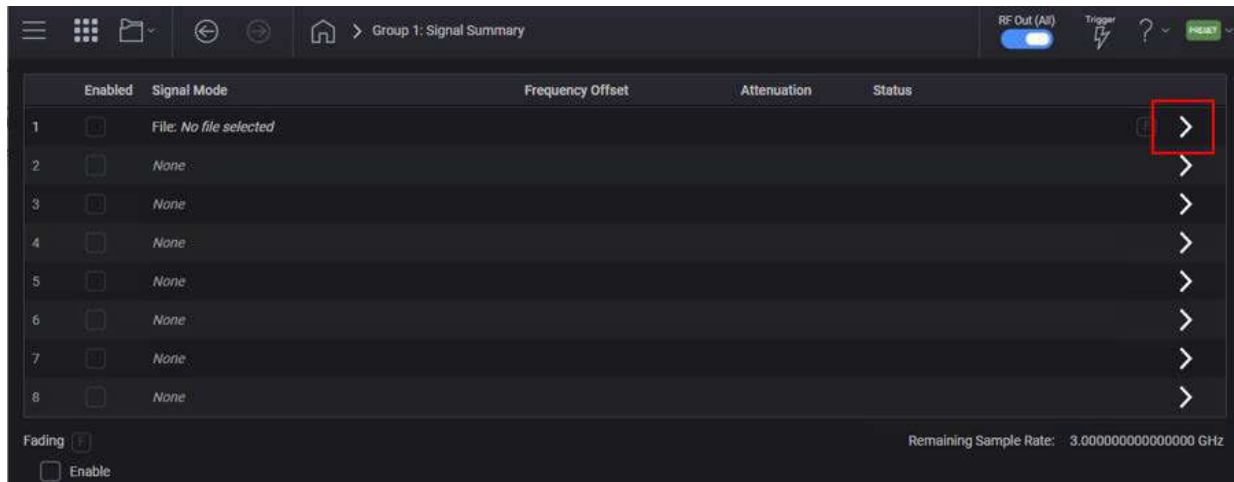 Group 1: Signal Summary
RF Out (All)
Trigger
?
PRESET
Enabled Signal Mode Frequency Offset Attenuation Status
1 File: No file selected F
2 None
3 None
4 None
5 None
6 None
7 None
8 None
Fading F
Remaining Sample Rate: 3.000000000000000 GHz
Enable